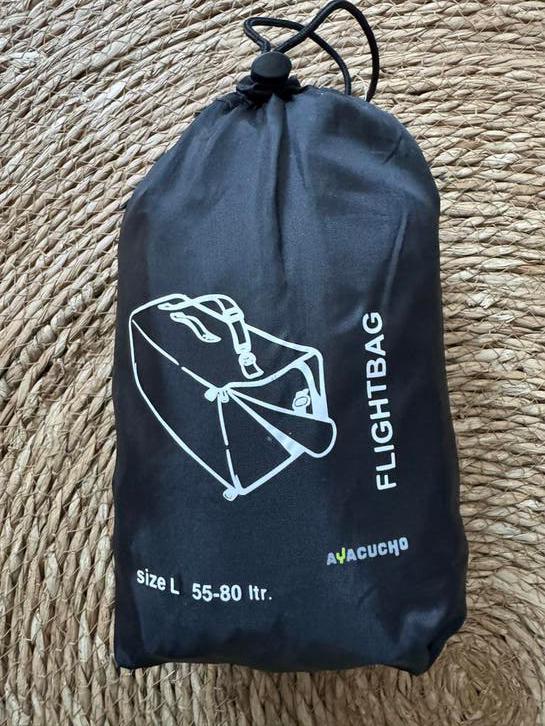 FLIGHTBAG
AYACUCHO
size L 55-80 ltr.